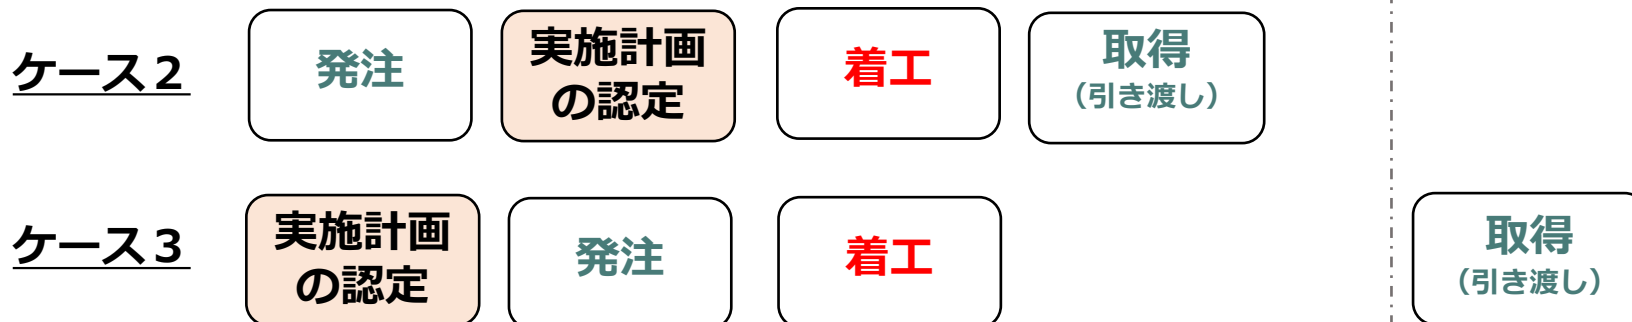 ケース２
発注
実施計画
の認定
着工
取得
（引き渡し）
ケース３
実施計画
の認定
発注
着工
取得
（引き渡し）